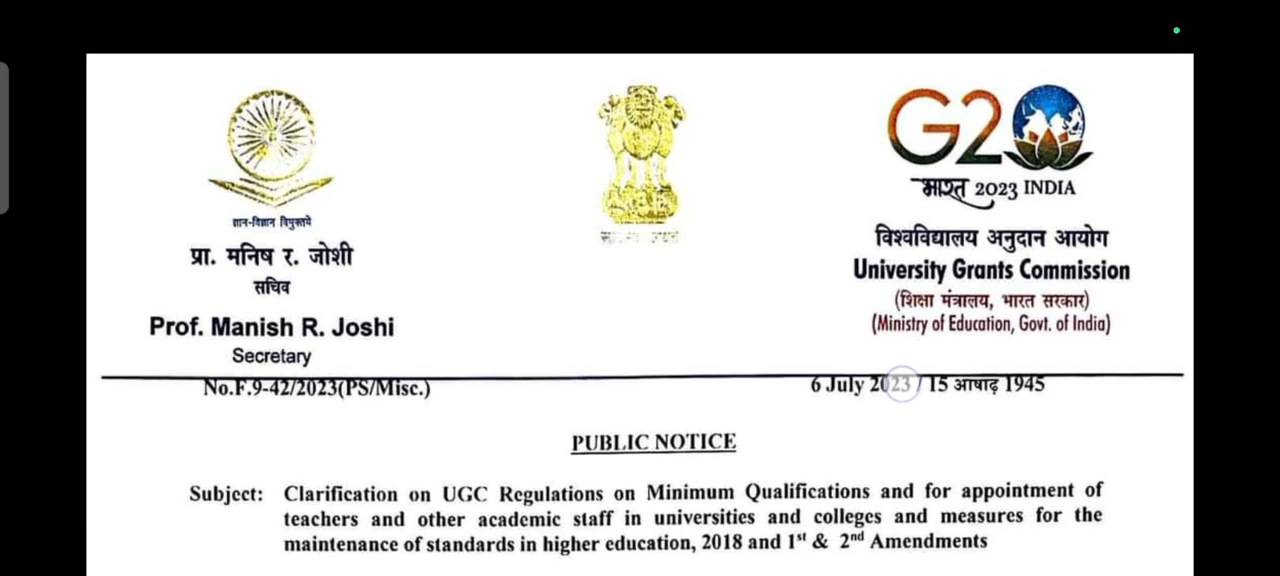 G20
भारत 2023 INDIA
ज्ञान-विज्ञान विमुक्तये
प्रा. मनिष र. जोशी
सचिव
Prof. Manish R. Joshi
Secretary
विश्वविद्यालय अनुदान आयोग
University Grants Commission
(शिक्षा मंत्रालय, भारत सरकार)
(Ministry of Education, Govt. of India)
No.F.9-42/2023(PS/Misc.)
6 July 2023 / 15 आषाढ़ 1945
PUBLIC NOTICE
Subject: Clarification on UGC Regulations on Minimum Qualifications and for appointment of
teachers and other academic staff in universities and colleges and measures for the
maintenance of standards in higher education, 2018 and 1st & 2nd Amendments